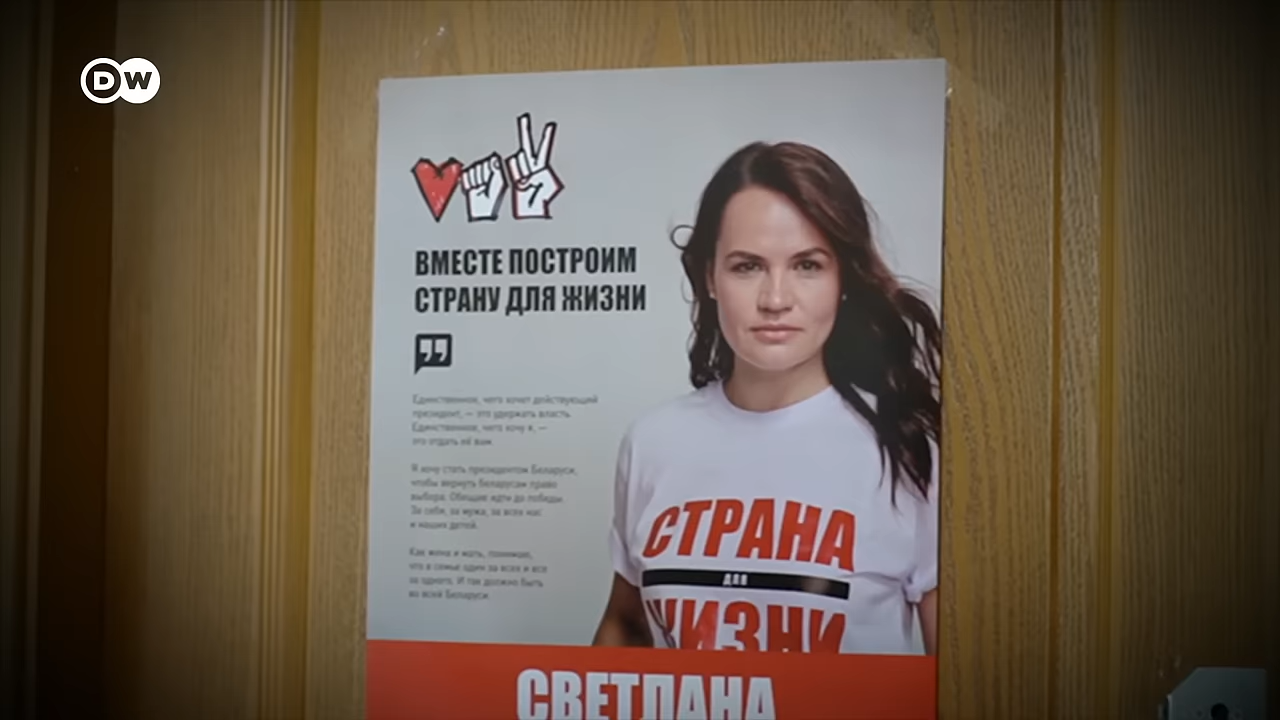 DW
ВМЕСТЕ ПОСТРОИМ
СТРАНУ ДЛЯ ЖИЗНИ
Единственное, чего хочет действующий
президент, — это удержать власть.
Единственное, чего хочу я, —
это отдать её вам.
Я хочу стать президентом Беларуси,
чтобы вернуть беларусам право
выбора. Обещаю идти до победы.
За себя, за мужа, за всех нас
и наших детей.
Как жена и мать, понимаю,
что в семье один за всех и все
за одного. И так должно быть
во всей Беларуси.
СТРАНА
ДЛЯ
ЖИЗНИ
СВЕТЛАНА